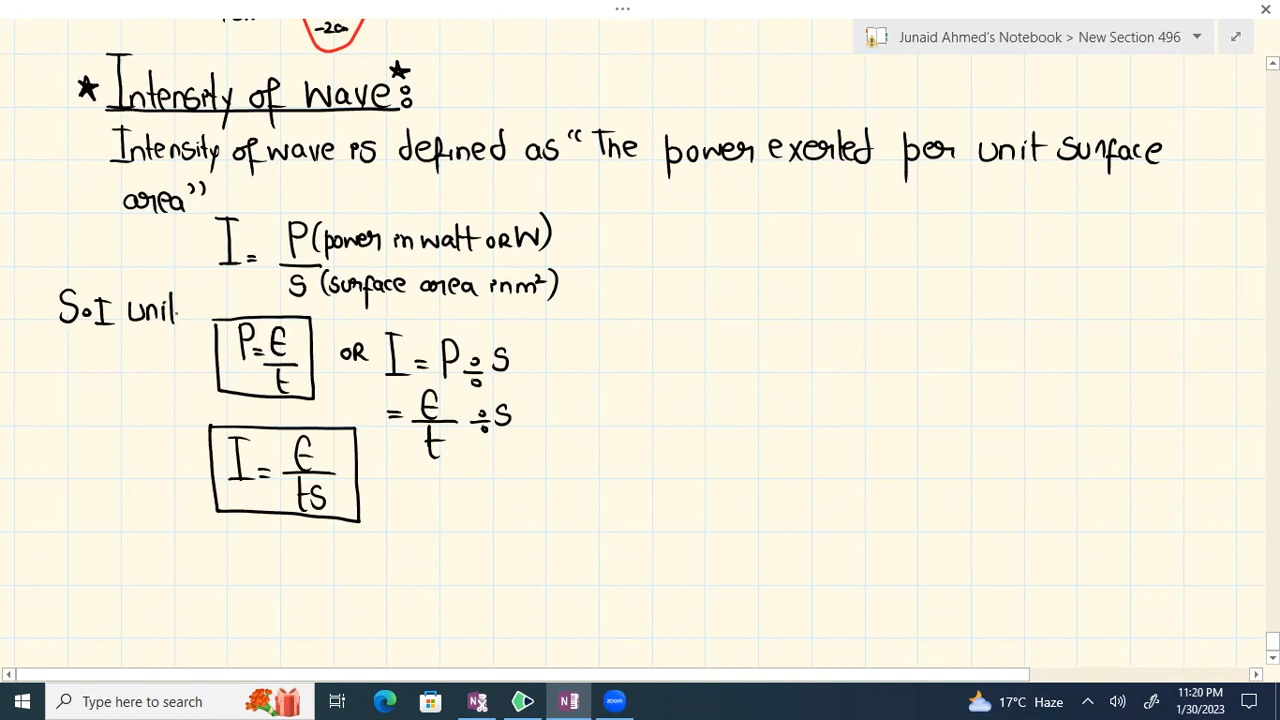 Junaid Ahmed's Notebook > New Section 496
-2cm
*Intensity of wave*:
Intensity of wave is defined as "The power exerted per unit surface
area"
I = P (power in watt OR W)
S (surface area in m²)
S.I unit
P = E/t OR I = P ÷ S
= E/t ÷ S
I = E/tS
Type here to search
zoom
17°C Haze
11:20 PM
1/30/2023